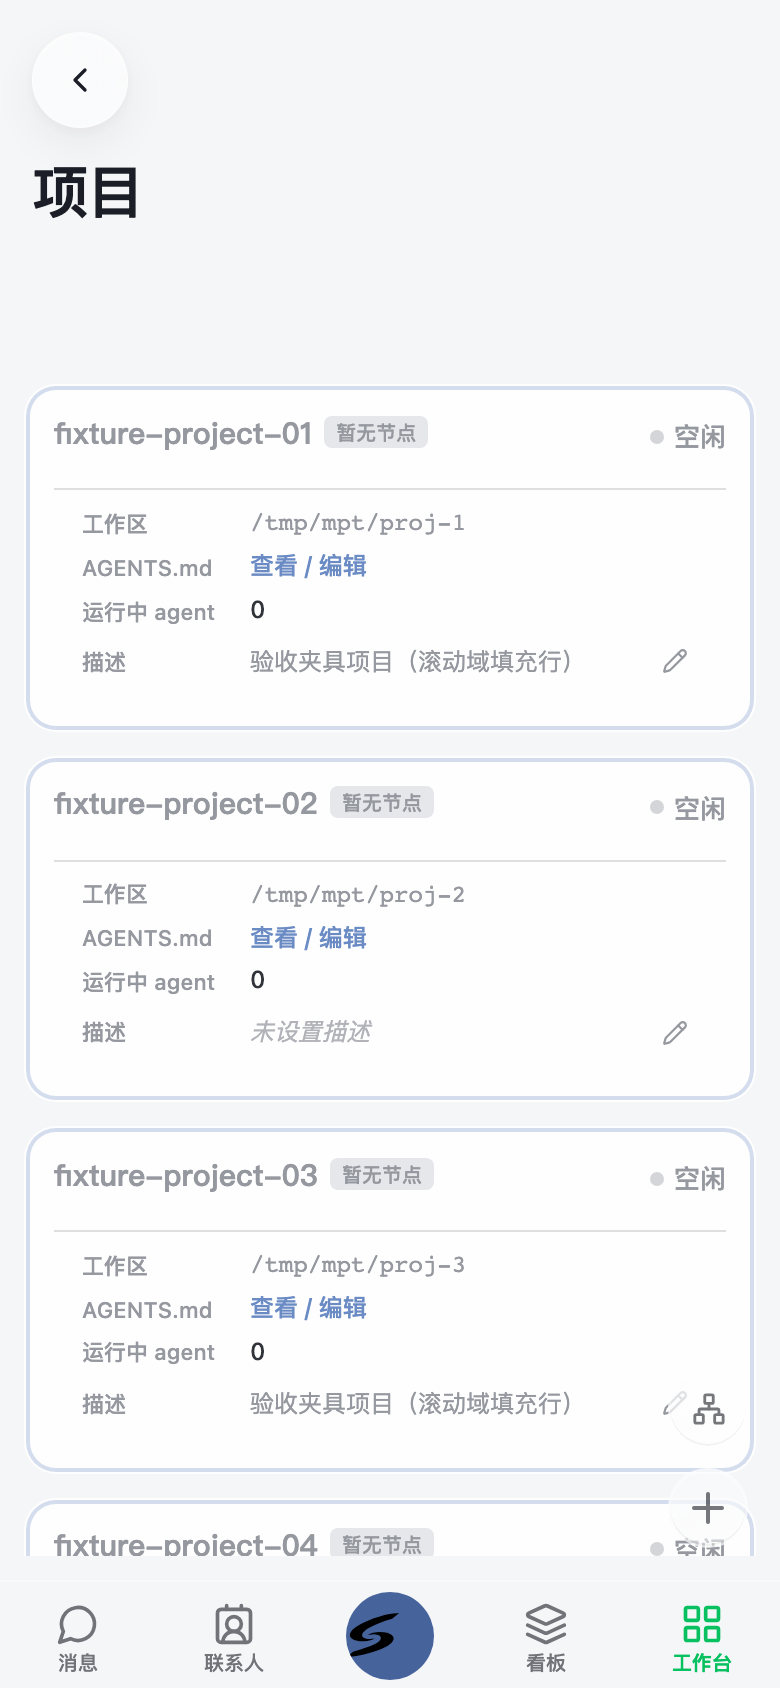 项目
fixture-project-01 暂无节点 空闲
工作区 /tmp/mpt/proj-1
AGENTS.md 查看 / 编辑
运行中 agent 0
描述 验收夹具项目（滚动域填充行）
fixture-project-02 暂无节点 空闲
工作区 /tmp/mpt/proj-2
AGENTS.md 查看 / 编辑
运行中 agent 0
描述 未设置描述
fixture-project-03 暂无节点 空闲
工作区 /tmp/mpt/proj-3
AGENTS.md 查看 / 编辑
运行中 agent 0
描述 验收夹具项目（滚动域填充行）
fixture-project-04 暂无节点 空闲
消息 联系人 看板 工作台